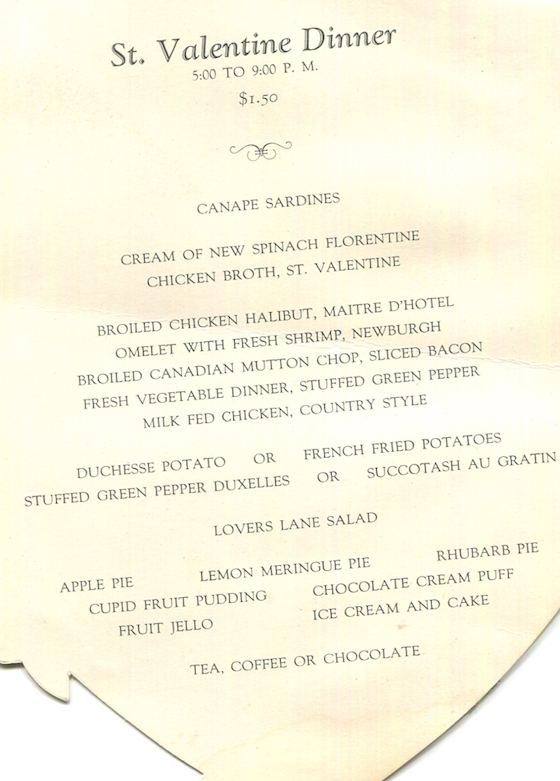 St. Valentine Dinner
5:00 TO 9:00 P. M.
$1.50
CANAPE SARDINES
CREAM OF NEW SPINACH FLORENTINE
CHICKEN BROTH, ST. VALENTINE
BROILED CHICKEN HALIBUT, MAITRE D'HOTEL
OMELET WITH FRESH SHRIMP, NEWBURGH
BROILED CANADIAN MUTTON CHOP, SLICED BACON
FRESH VEGETABLE DINNER, STUFFED GREEN PEPPER
MILK FED CHICKEN, COUNTRY STYLE
DUCHESSE POTATO OR FRENCH FRIED POTATOES
STUFFED GREEN PEPPER DUXELLES OR SUCCOTASH AU GRATIN
LOVERS LANE SALAD
APPLE PIE LEMON MERINGUE PIE RHUBARB PIE
CUPID FRUIT PUDDING CHOCOLATE CREAM PUFF
FRUIT JELLO ICE CREAM AND CAKE
TEA, COFFEE OR CHOCOLATE